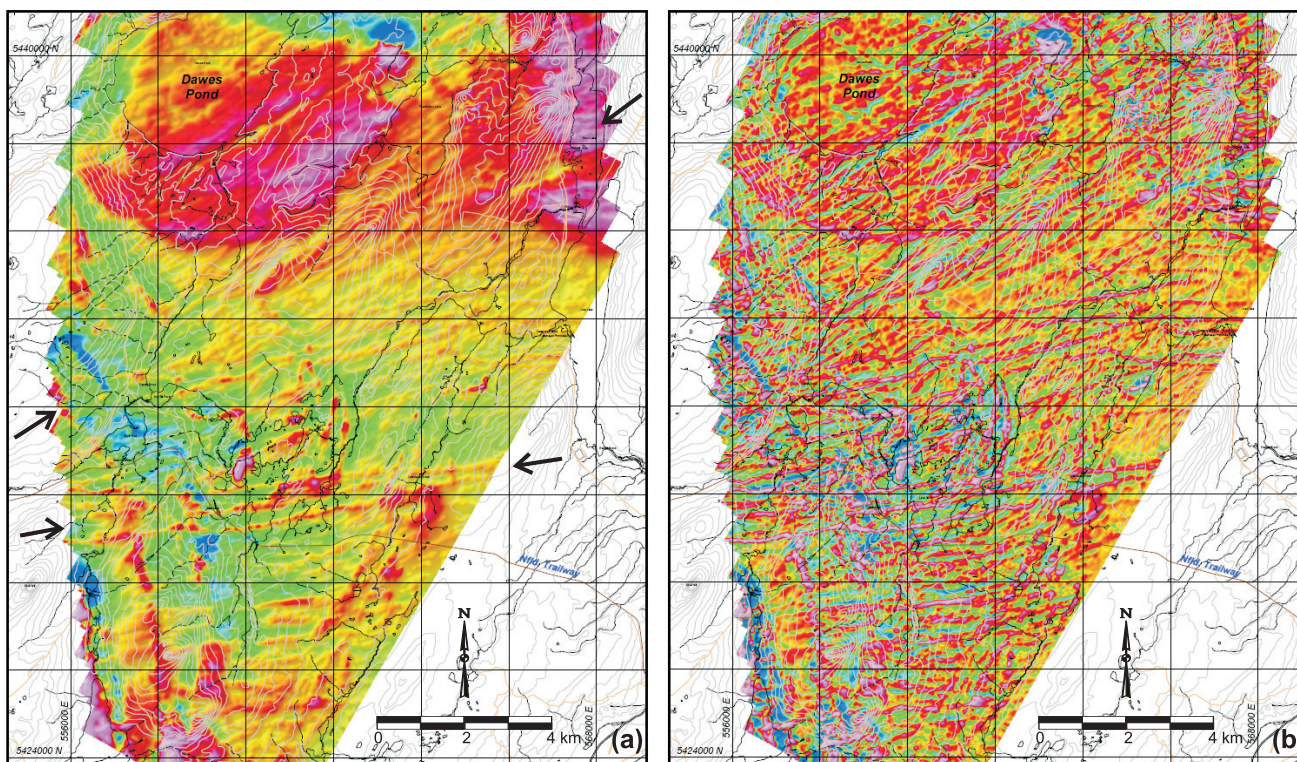 5440000 N
Dawes
Pond
Nfld. Trailway
N
556000 E
568000 E
5424000 N
0 2 4 km
(a)
5440000 N
Dawes
Pond
Nfld. Trailway
N
556000 E
568000 E
5424000 N
0 2 4 km
(b)